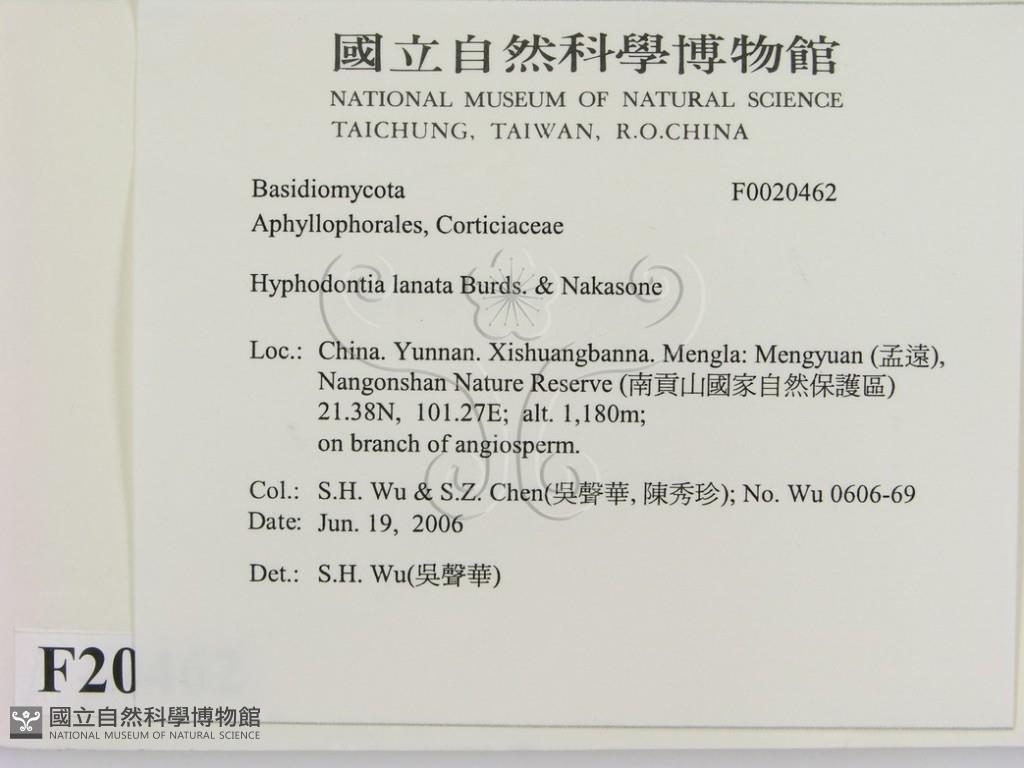 國立自然科學博物館
NATIONAL MUSEUM OF NATURAL SCIENCE
TAICHUNG, TAIWAN, R.O.CHINA
Basidiomycota F0020462
Aphyllophorales, Corticiaceae
Hyphodontia lanata Burds. & Nakasone
Loc.: China. Yunnan. Xishuangbanna. Mengla: Mengyuan (孟遠),
Nangonshan Nature Reserve (南貢山國家自然保護區)
21.38N, 101.27E; alt. 1,180m;
on branch of angiosperm.
Col.: S.H. Wu & S.Z. Chen(吳聲華, 陳秀珍); No. Wu 0606-69
Date: Jun. 19, 2006
Det.: S.H. Wu(吳聲華)
F20462
國立自然科學博物館
NATIONAL MUSEUM OF NATURAL SCIENCE